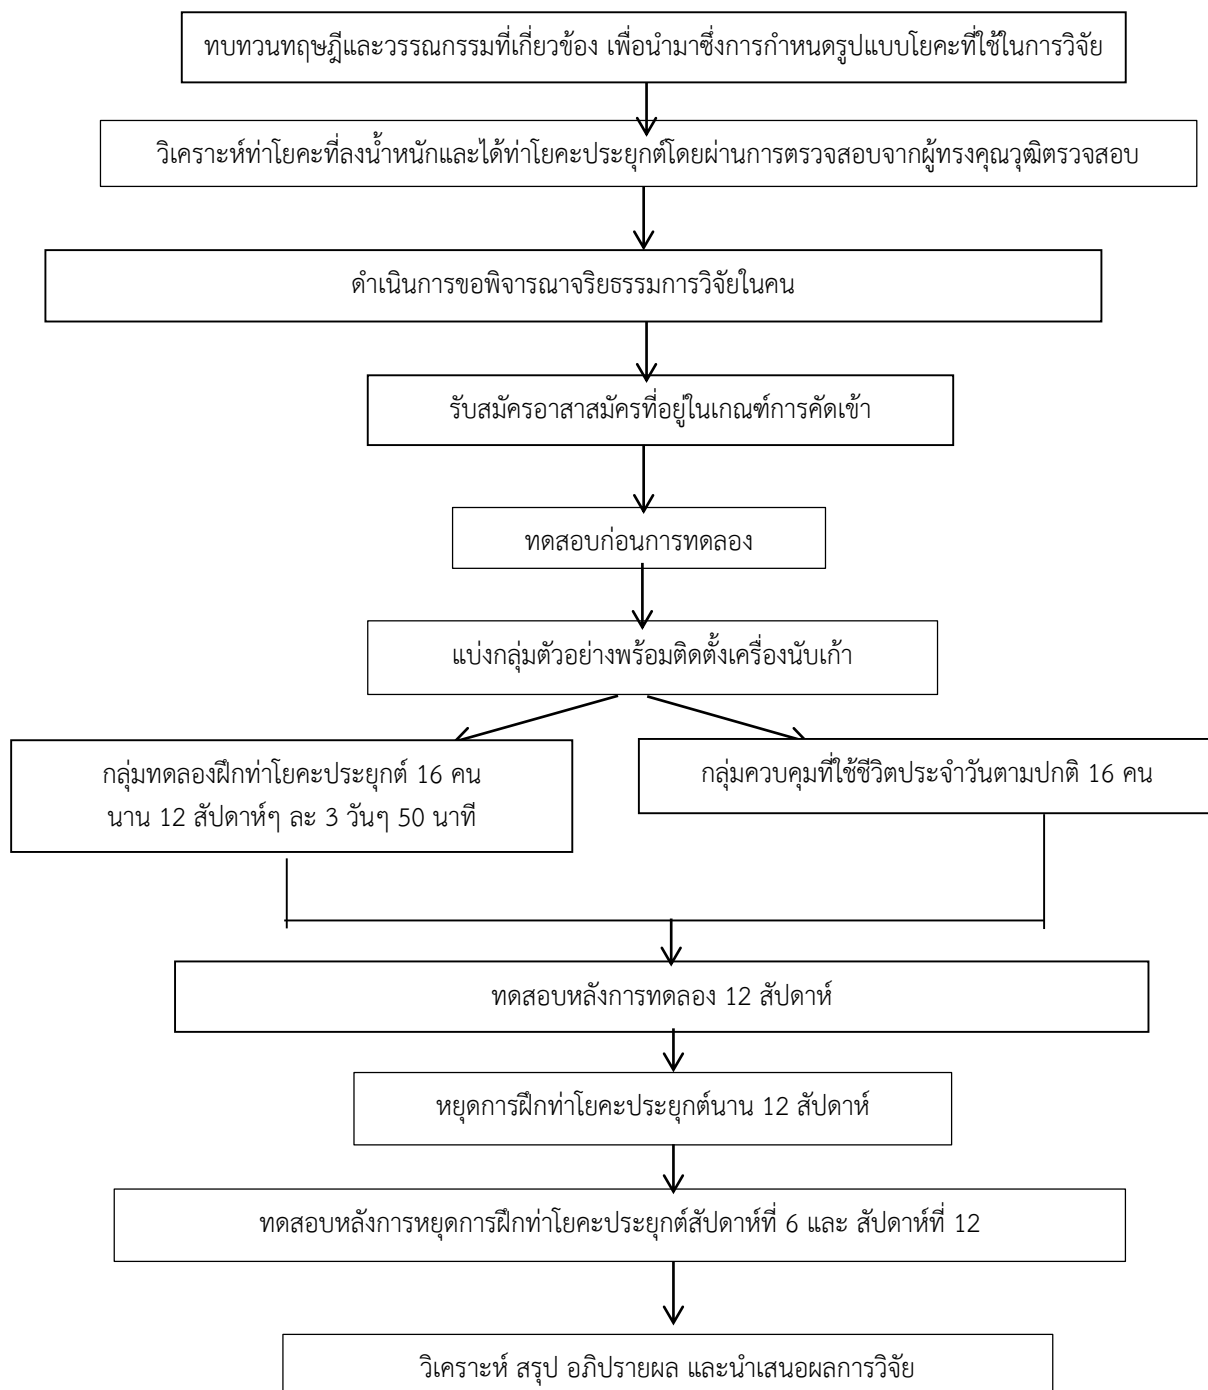 ทบทวนทฤษฎีและวรรณกรรมที่เกี่ยวข้อง เพื่อนำมาซึ่งการกำหนดรูปแบบโยคะที่ใช้ในการวิจัย
วิเคราะห์ท่าโยคะที่ลงน้ำหนักและได้ท่าโยคะประยุกต์โดยผ่านการตรวจสอบจากผู้ทรงคุณวุฒิตรวจสอบ
ดำเนินการขอพิจารณาจริยธรรมการวิจัยในคน
รับสมัครอาสาสมัครที่อยู่ในเกณฑ์การคัดเข้า
ทดสอบก่อนการทดลอง
แบ่งกลุ่มตัวอย่างพร้อมติดตั้งเครื่องนับเก้า
กลุ่มทดลองฝึกท่าโยคะประยุกต์ 16 คน
นาน 12 สัปดาห์ๆ ละ 3 วันๆ 50 นาที
กลุ่มควบคุมที่ใช้ชีวิตประจำวันตามปกติ 16 คน
ทดสอบหลังการทดลอง 12 สัปดาห์
หยุดการฝึกท่าโยคะประยุกต์นาน 12 สัปดาห์
ทดสอบหลังการหยุดการฝึกท่าโยคะประยุกต์สัปดาห์ที่ 6 และ สัปดาห์ที่ 12
วิเคราะห์ สรุป อภิปรายผล และนำเสนอผลการวิจัย